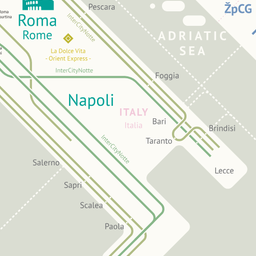 Pescara
ŽpCG
Roma
Rome
InterCityNotte
ADRIATIC
SEA
La Dolce Vita
- Orient Express -
InterCityNotte
Foggia
Napoli
ITALY
Italia
Bari
Brindisi
Taranto
InterCityNotte
Salerno
Lecce
Sapri
Scalea
Paola